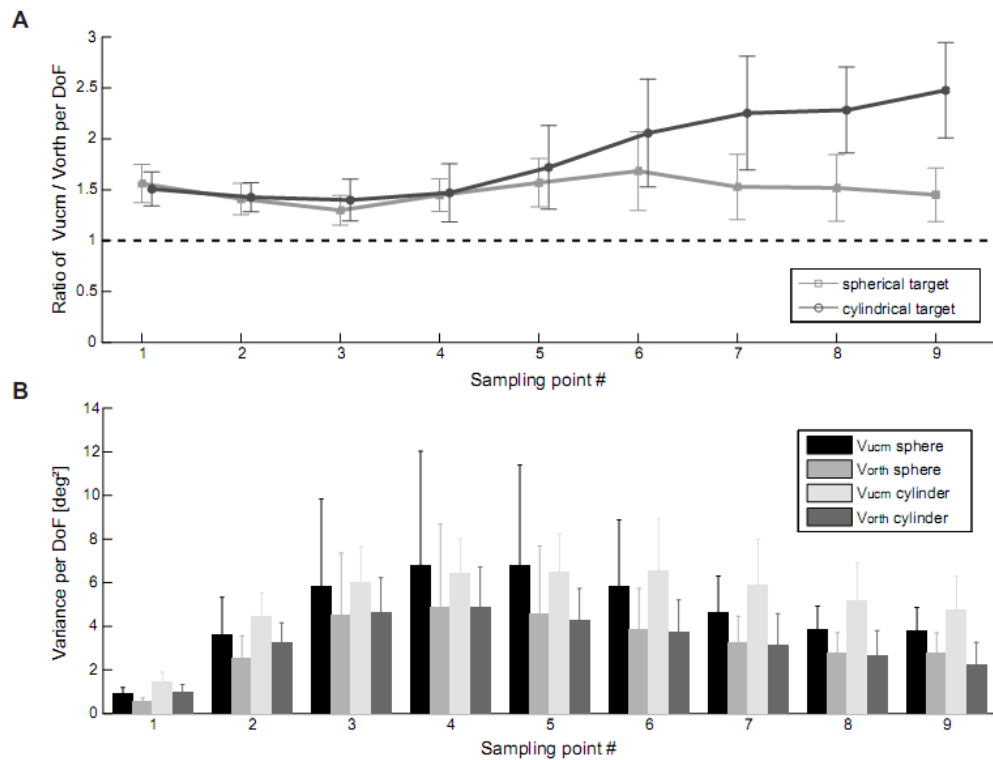 A
3
2.5
2
1.5
1
0.5
0
Ratio of Vucm / Vorth per DoF
spherical target
cylindrical target
1 2 3 4 5 6 7 8 9
Sampling point #
B
14
12
10
8
6
4
2
0
Variance per DoF [deg²]
Vucm sphere
Vorth sphere
Vucm cylinder
Vorth cylinder
1 2 3 4 5 6 7 8 9
Sampling point #